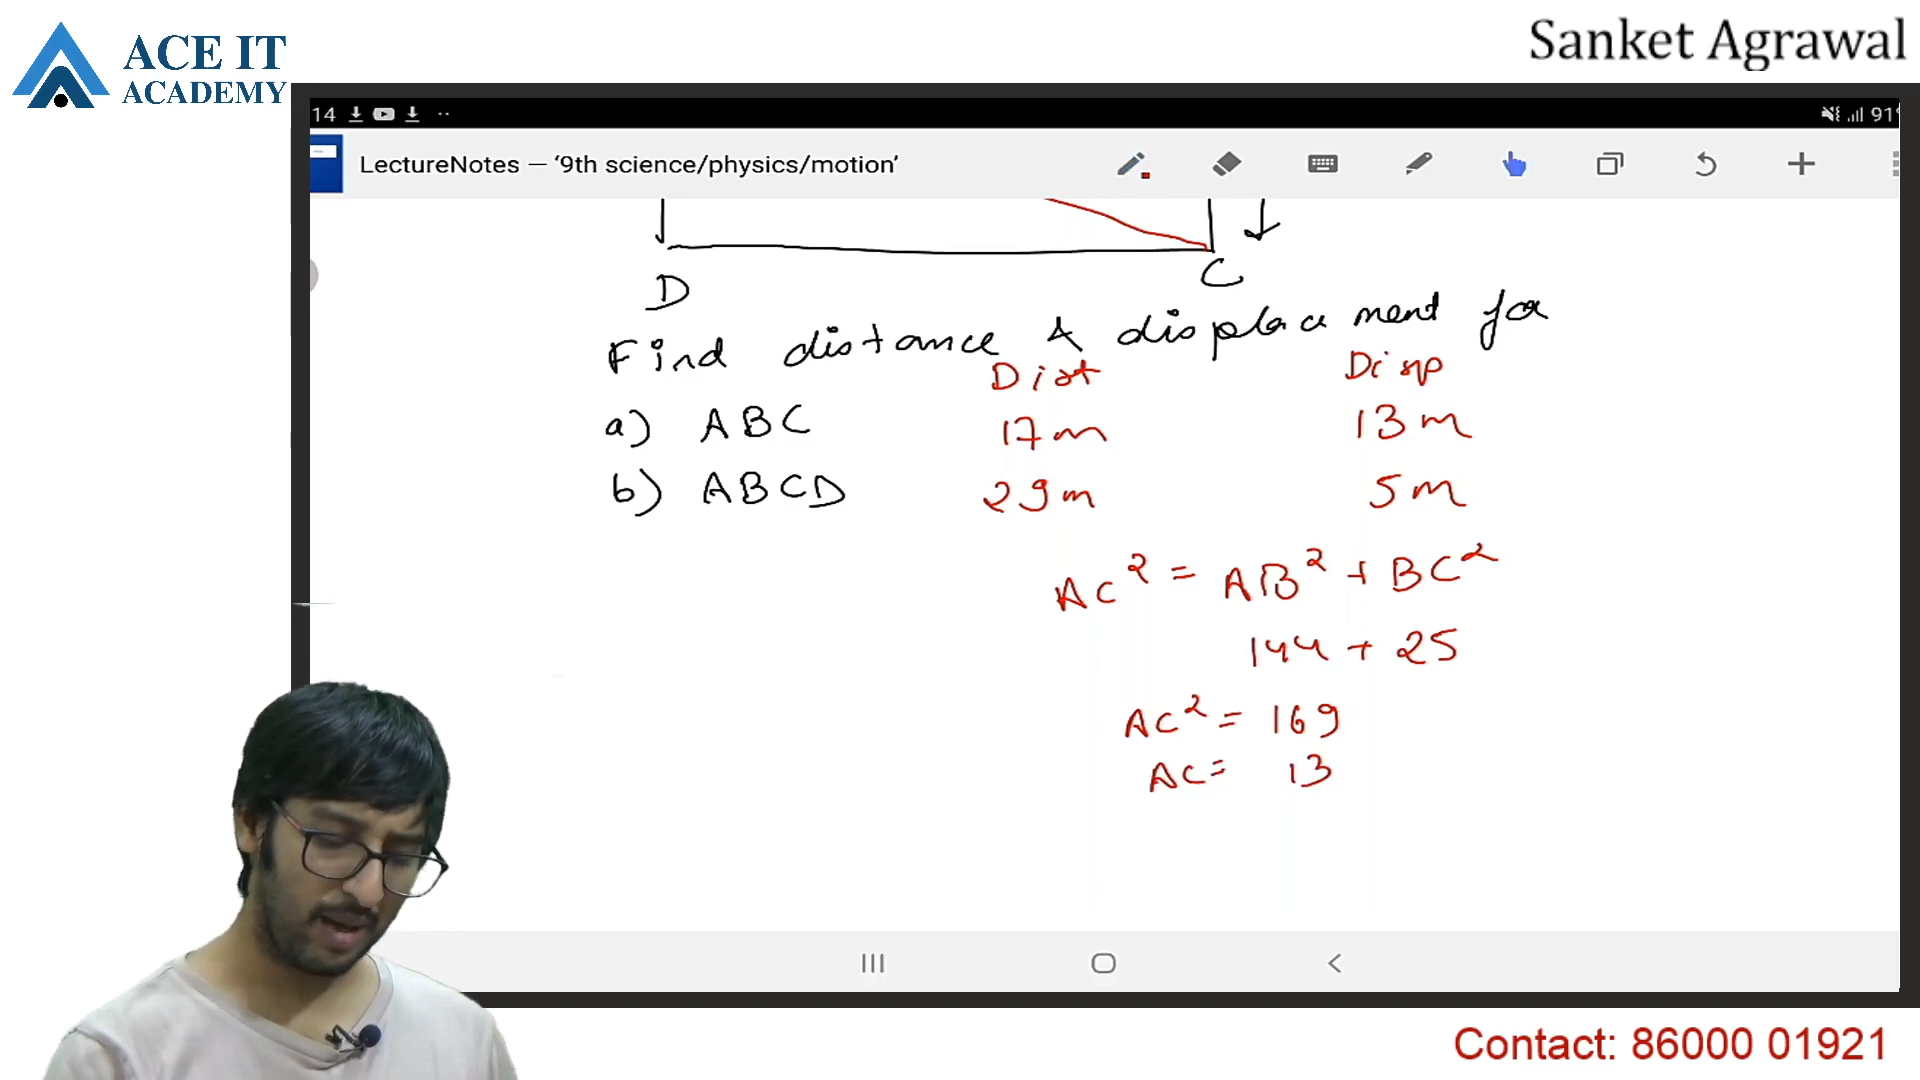 ACE IT
ACADEMY
Sanket Agrawal
14
91
LectureNotes – ‘9th science/physics/motion’
D C
Find distance & displacement for
Dist Disp
a) ABC 17m 13m
b) ABCD 29m 5m
AC² = AB² + BC²
144 + 25
AC² = 169
AC = 13
Contact: 86000 01921